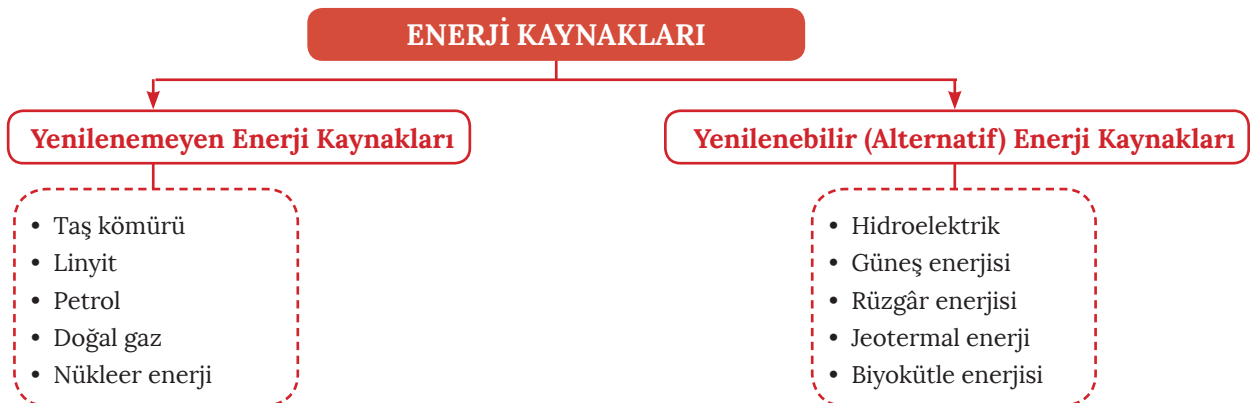 ENERJİ KAYNAKLARI
Yenilenemeyen Enerji Kaynakları
• Taş kömürü
• Linyit
• Petrol
• Doğal gaz
• Nükleer enerji
Yenilenebilir (Alternatif) Enerji Kaynakları
• Hidroelektrik
• Güneş enerjisi
• Rüzgâr enerjisi
• Jeotermal enerji
• Biyokütle enerjisi